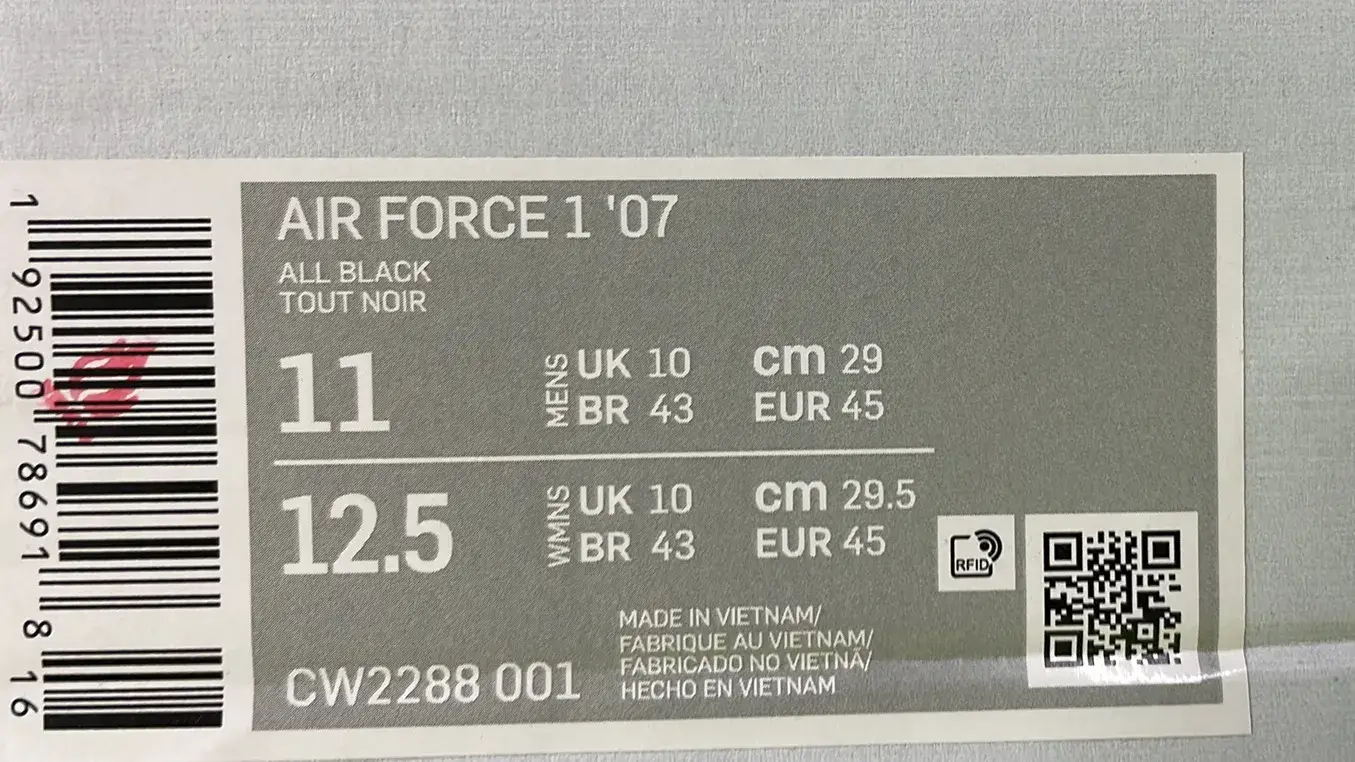 1 92500 78691 8 16
AIR FORCE 1 '07
ALL BLACK
TOUT NOIR
11 MENS UK 10 cm 29
BR 43 EUR 45
12.5 WMNS UK 10 cm 29.5
BR 43 EUR 45
RFID
MADE IN VIETNAM/
FABRIQUE AU VIETNAM/
FABRICADO NO VIETNÃ/
HECHO EN VIETNAM
CW2288 001